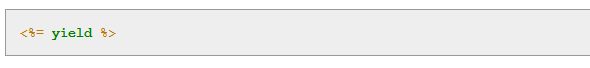 <%= yield %>